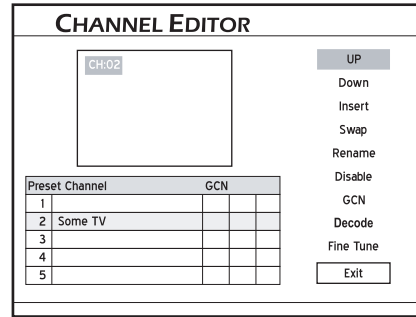 CHANNEL EDITOR
CH:02
Preset Channel GCN
1
2 Some TV
3
4
5
UP
Down
Insert
Swap
Rename
Disable
GCN
Decode
Fine Tune
Exit